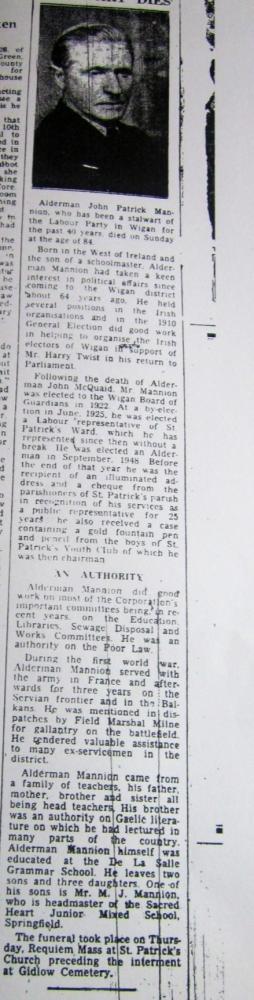 DIES
Alderman John Patrick Man-
nion, who has been a stalwart of
the Labour Party in Wigan for
the past 40 years, died on Sunday
at the age of 84.
Born in the West of Ireland and
the son of a schoolmaster, Alder-
man Mannion had taken a keen
interest in political affairs since
coming to the Wigan district
about 64 years ago. He held
several positions in the Irish
organisations and in the 1910
General Election did good work
in helping to organise the Irish
electors of Wigan in support of
Mr. Harry Twist in his return to
Parliament.
Following the death of Alder-
man John McQuaid, Mr. Mannion
was elected to the Wigan Board of
Guardians in 1922. At a by-elec-
tion in June, 1925, he was elected
a Labour representative of St
Patrick's Ward, which he has
represented since then without a
break. He was elected an Alder-
man in September, 1948. Before
the end of that year he was the
recipient of an illuminated ad-
dress and a cheque from the
parishioners of St. Patrick's parish
in recognition of his services as
a public representative for 25
years he also received a case
containing a gold fountain pen
and pencil from the boys of St.
Patrick's Youth Club of which he
was then chairman
AN AUTHORITY
Alderman Mannion did good
work on most of the Corporation's
important committees being, in re-
cent years, on the Education,
Libraries, Sewage Disposal and
Works Committees. He was an
authority on the Poor Law.
During the first world war,
Alderman Mannion served with
the army in France and after-
wards for three years on the
Servian frontier and in the Bal-
kans. He was mentioned in dis-
patches by Field Marshal Milne
for gallantry on the battlefield.
He rendered valuable assistance
to many ex-servicemen in the
district.
Alderman Mannion came from
a family of teachers, his father,
mother, brother and sister all
being head teachers. His brother
was an authority on Gaelic litera-
ture on which he had lectured in
many parts of the country.
Alderman Mannion himself was
educated at the De La Salle
Grammar School. He leaves two
sons and three daughters. One of
his sons is Mr. M. J. Mannion,
who is headmaster of the Sacred
Heart Junior Mixed School,
Springfield.
The funeral took place on Thurs-
day, Requiem Mass at St. Patrick's
Church preceding the interment
at Gidlow Cemetery.